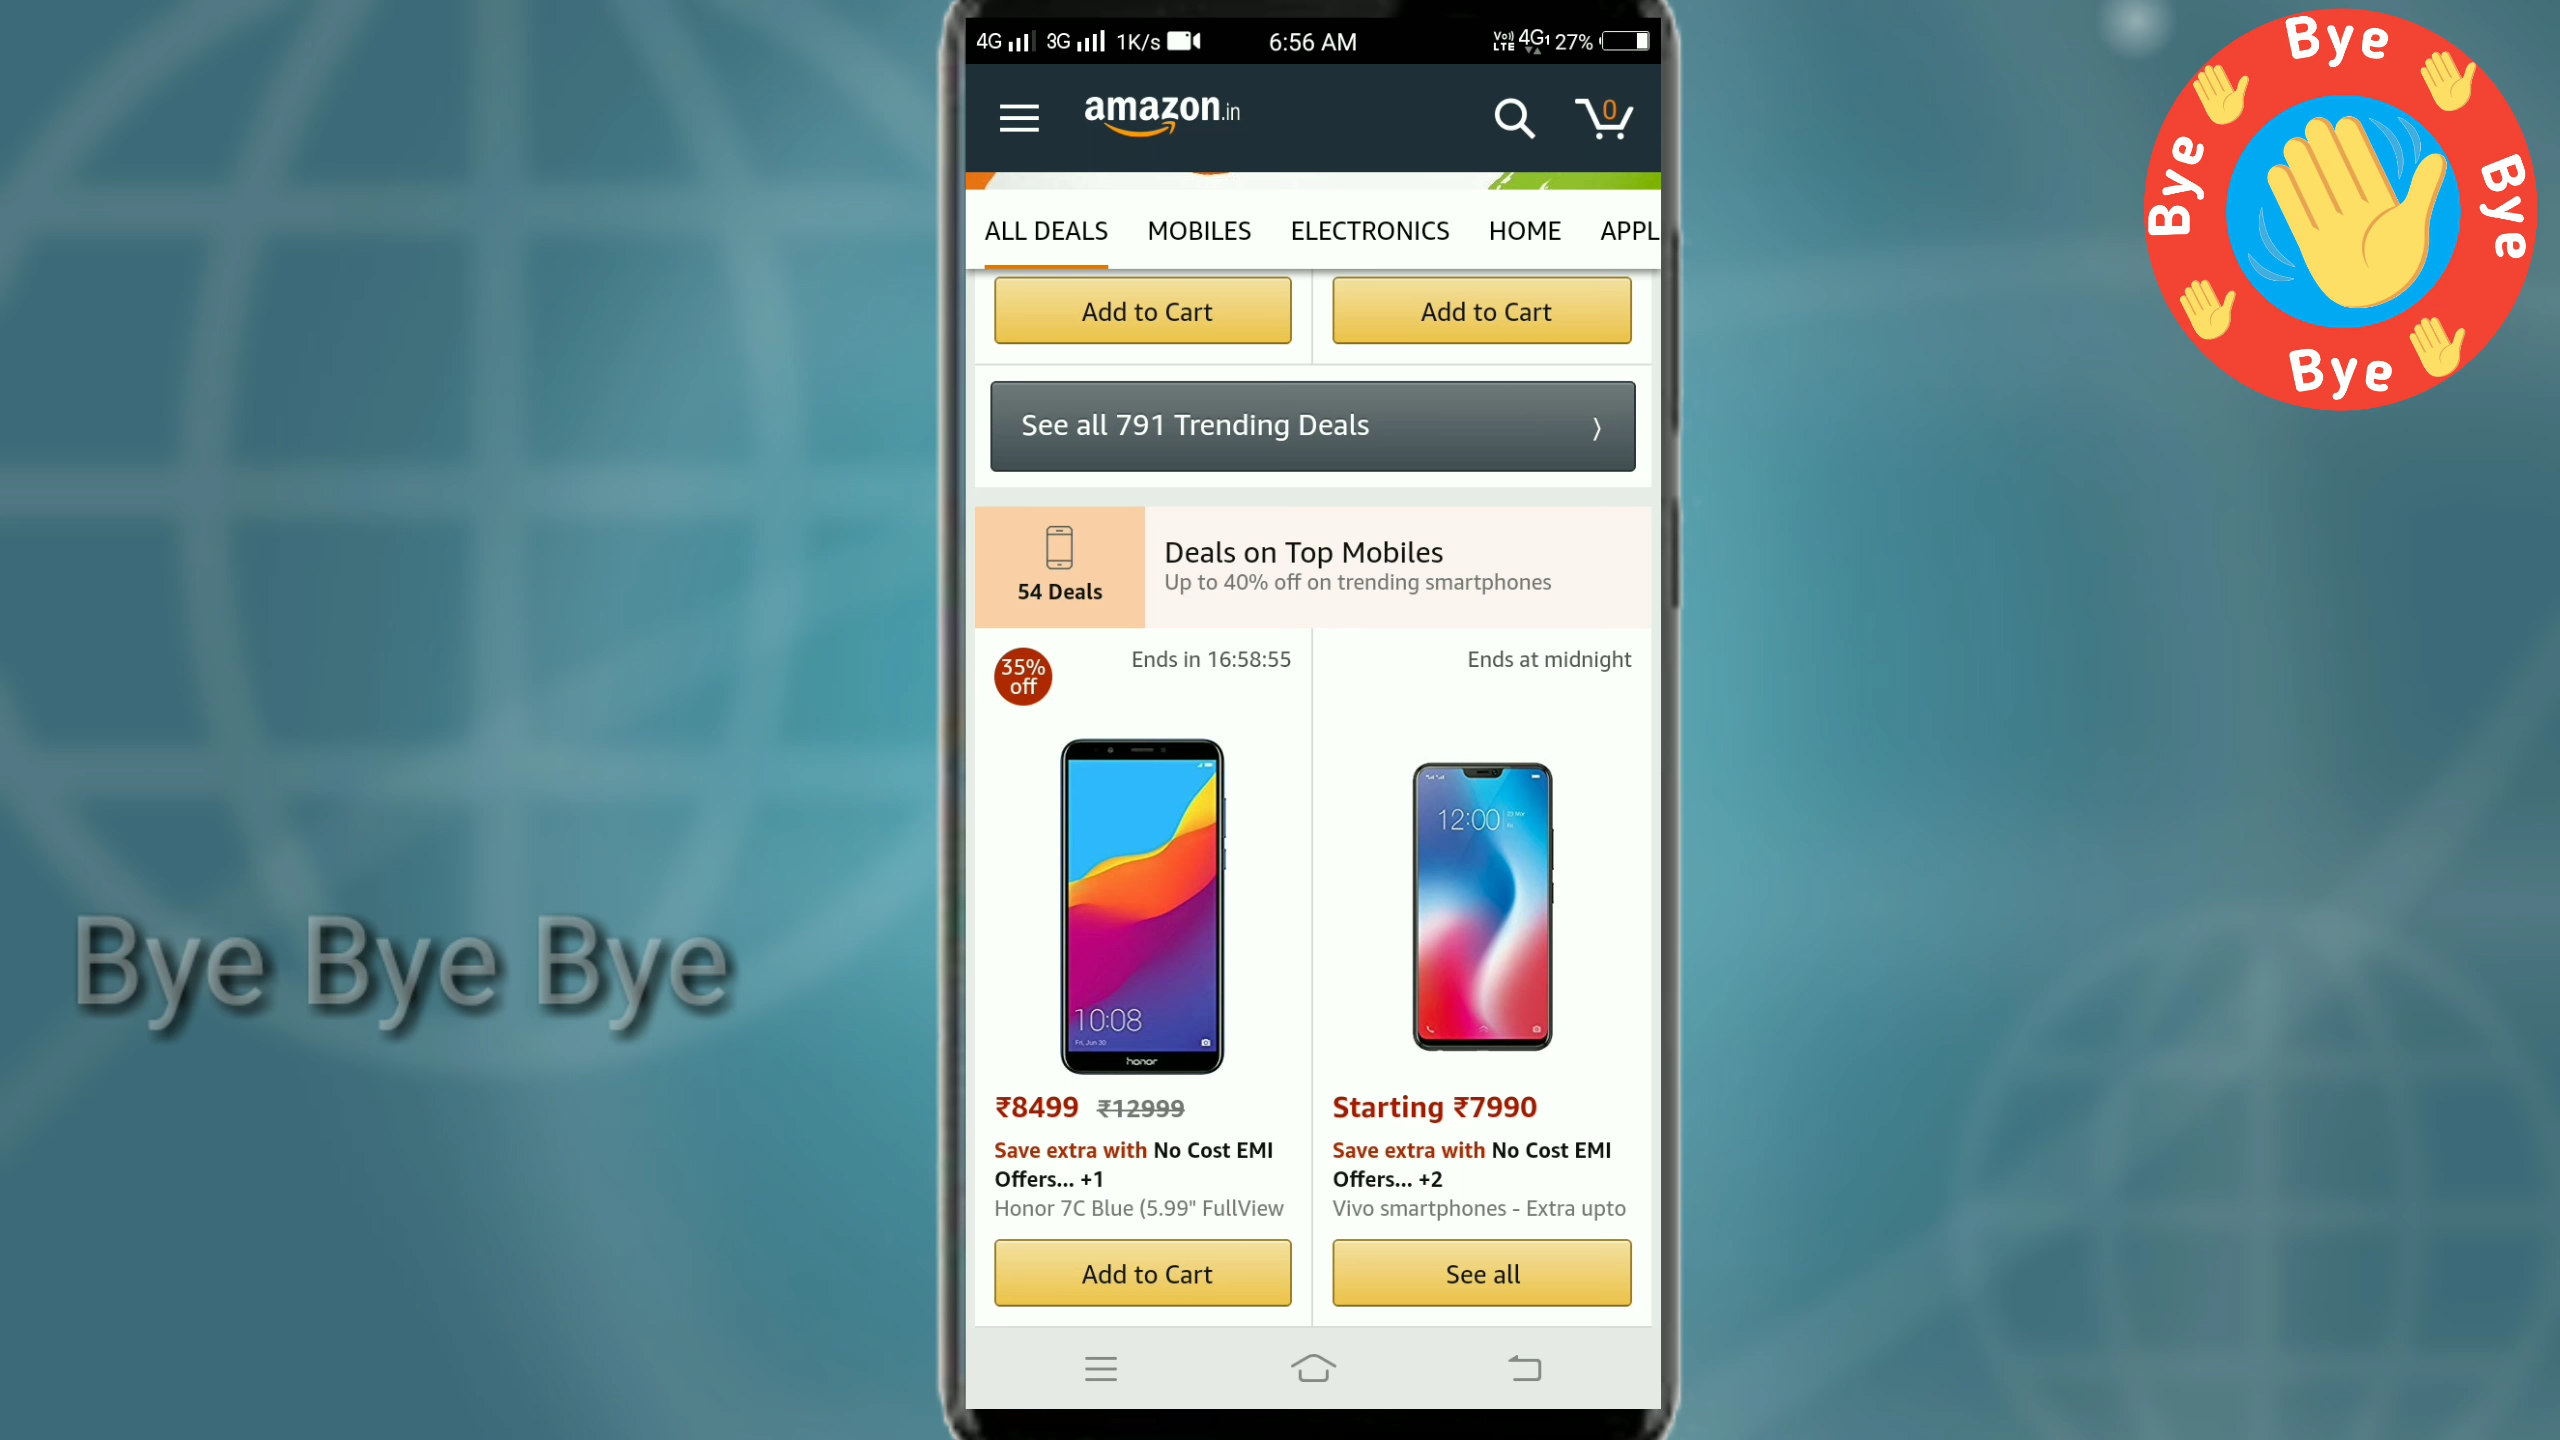 4G 3G 1K/s 6:56 AM VoLTE 4G1 27%
amazon.in 0
ALL DEALS MOBILES ELECTRONICS HOME APPL
Add to Cart Add to Cart
See all 791 Trending Deals
54 Deals
Deals on Top Mobiles
Up to 40% off on trending smartphones
35%
off
Ends in 16:58:55
10:08
Fri, Jun 30
honor
₹8499 ₹12999
Save extra with No Cost EMI
Offers... +1
Honor 7C Blue (5.99" FullView
Add to Cart
Ends at midnight
12:00
Starting ₹7990
Save extra with No Cost EMI
Offers... +2
Vivo smartphones - Extra upto
See all
Bye Bye Bye
Bye
Bye
Bye
Bye